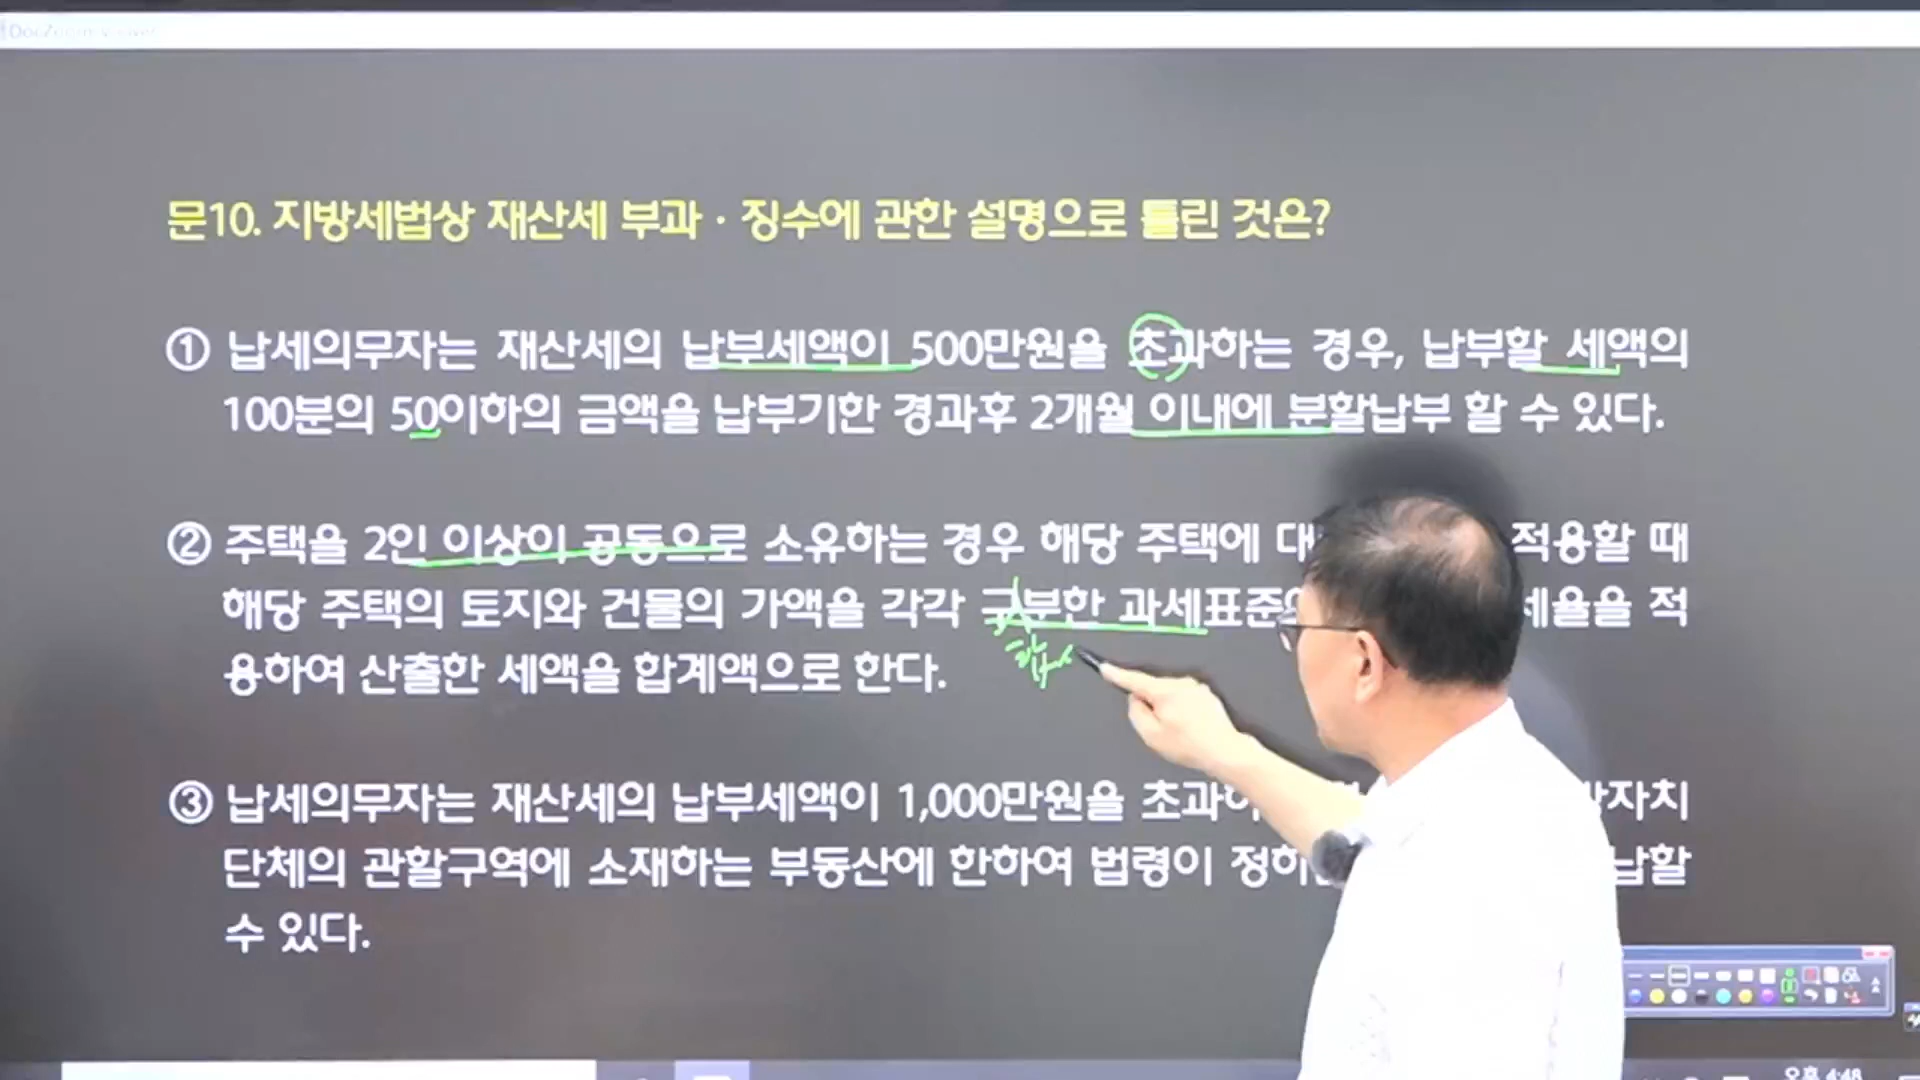 문10. 지방세법상 재산세 부과 · 징수에 관한 설명으로 틀린 것은?
① 납세의무자는 재산세의 납부세액이 500만원을 초과하는 경우, 납부할 세액의
100분의 50이하의 금액을 납부기한 경과후 2개월 이내에 분할납부 할 수 있다.
② 주택을 2인 이상이 공동으로 소유하는 경우 해당 주택에 적용할 때
해당 주택의 토지와 건물의 가액을 각각 구분한 과세표준 세율을 적
용하여 산출한 세액을 합계액으로 한다.
③ 납세의무자는 재산세의 납부세액이 1,000만원을 자치
단체의 관할구역에 소재하는 부동산에 한하여 법령이
수 있다.
오후 4:48